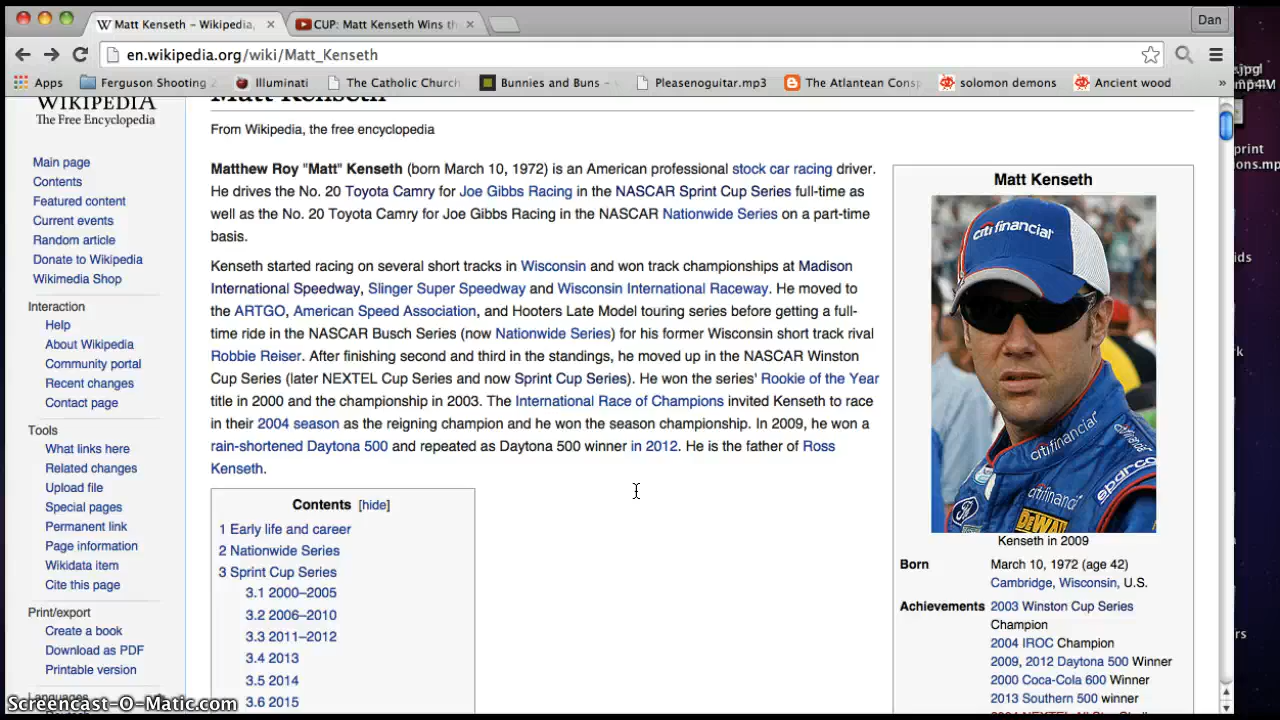 Matt Kenseth – Wikipedia,
CUP: Matt Kenseth Wins th
Dan
en.wikipedia.org/wiki/Matt_Kenseth
Apps
Ferguson Shooting
Illuminati
The Catholic Church
Bunnies and Buns –
Pleasenoguitar.mp3
The Atlantean Consp
solomon demons
Ancient wood
»
.jpgl
mp4M
print
ons.mp
ids
k
rs
WIKIPEDIA
The Free Encyclopedia
Main page
Contents
Featured content
Current events
Random article
Donate to Wikipedia
Wikimedia Shop
Interaction
Help
About Wikipedia
Community portal
Recent changes
Contact page
Tools
What links here
Related changes
Upload file
Special pages
Permanent link
Page information
Wikidata item
Cite this page
Print/export
Create a book
Download as PDF
Printable version
Languages
Matt Kenseth
From Wikipedia, the free encyclopedia
Matthew Roy "Matt" Kenseth (born March 10, 1972) is an American professional stock car racing driver.
He drives the No. 20 Toyota Camry for Joe Gibbs Racing in the NASCAR Sprint Cup Series full-time as
well as the No. 20 Toyota Camry for Joe Gibbs Racing in the NASCAR Nationwide Series on a part-time
basis.
Kenseth started racing on several short tracks in Wisconsin and won track championships at Madison
International Speedway, Slinger Super Speedway and Wisconsin International Raceway. He moved to
the ARTGO, American Speed Association, and Hooters Late Model touring series before getting a full-
time ride in the NASCAR Busch Series (now Nationwide Series) for his former Wisconsin short track rival
Robbie Reiser. After finishing second and third in the standings, he moved up in the NASCAR Winston
Cup Series (later NEXTEL Cup Series and now Sprint Cup Series). He won the series' Rookie of the Year
title in 2000 and the championship in 2003. The International Race of Champions invited Kenseth to race
in their 2004 season as the reigning champion and he won the season championship. In 2009, he won a
rain-shortened Daytona 500 and repeated as Daytona 500 winner in 2012. He is the father of Ross
Kenseth.
Contents [hide]
1 Early life and career
2 Nationwide Series
3 Sprint Cup Series
3.1 2000–2005
3.2 2006–2010
3.3 2011–2012
3.4 2013
3.5 2014
3.6 2015
Matt Kenseth
citi financial
citifinancial
citifinancial
eparco
DEWA
Kenseth in 2009
Born March 10, 1972 (age 42)
Cambridge, Wisconsin, U.S.
Achievements 2003 Winston Cup Series
Champion
2004 IROC Champion
2009, 2012 Daytona 500 Winner
2000 Coca-Cola 600 Winner
2013 Southern 500 winner
Screencast-O-Matic.com